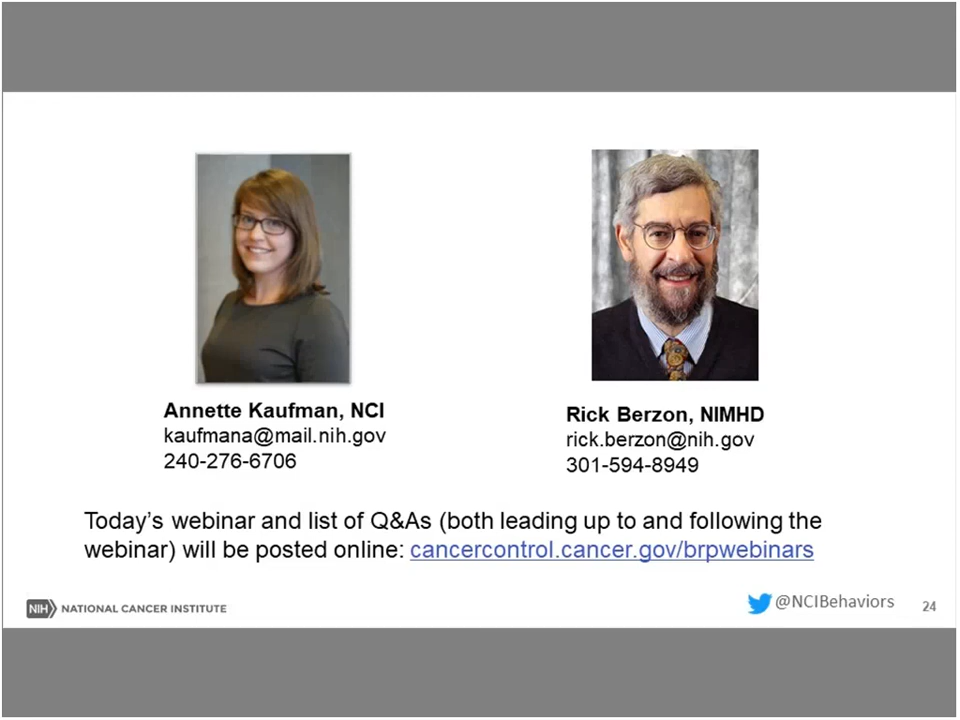 Annette Kaufman, NCI
kaufmana@mail.nih.gov
240-276-6706
Rick Berzon, NIMHD
rick.berzon@nih.gov
301-594-8949
Today's webinar and list of Q&As (both leading up to and following the
webinar) will be posted online: cancercontrol.cancer.gov/brpwebinars
NIH NATIONAL CANCER INSTITUTE
@NCIBehaviors
24